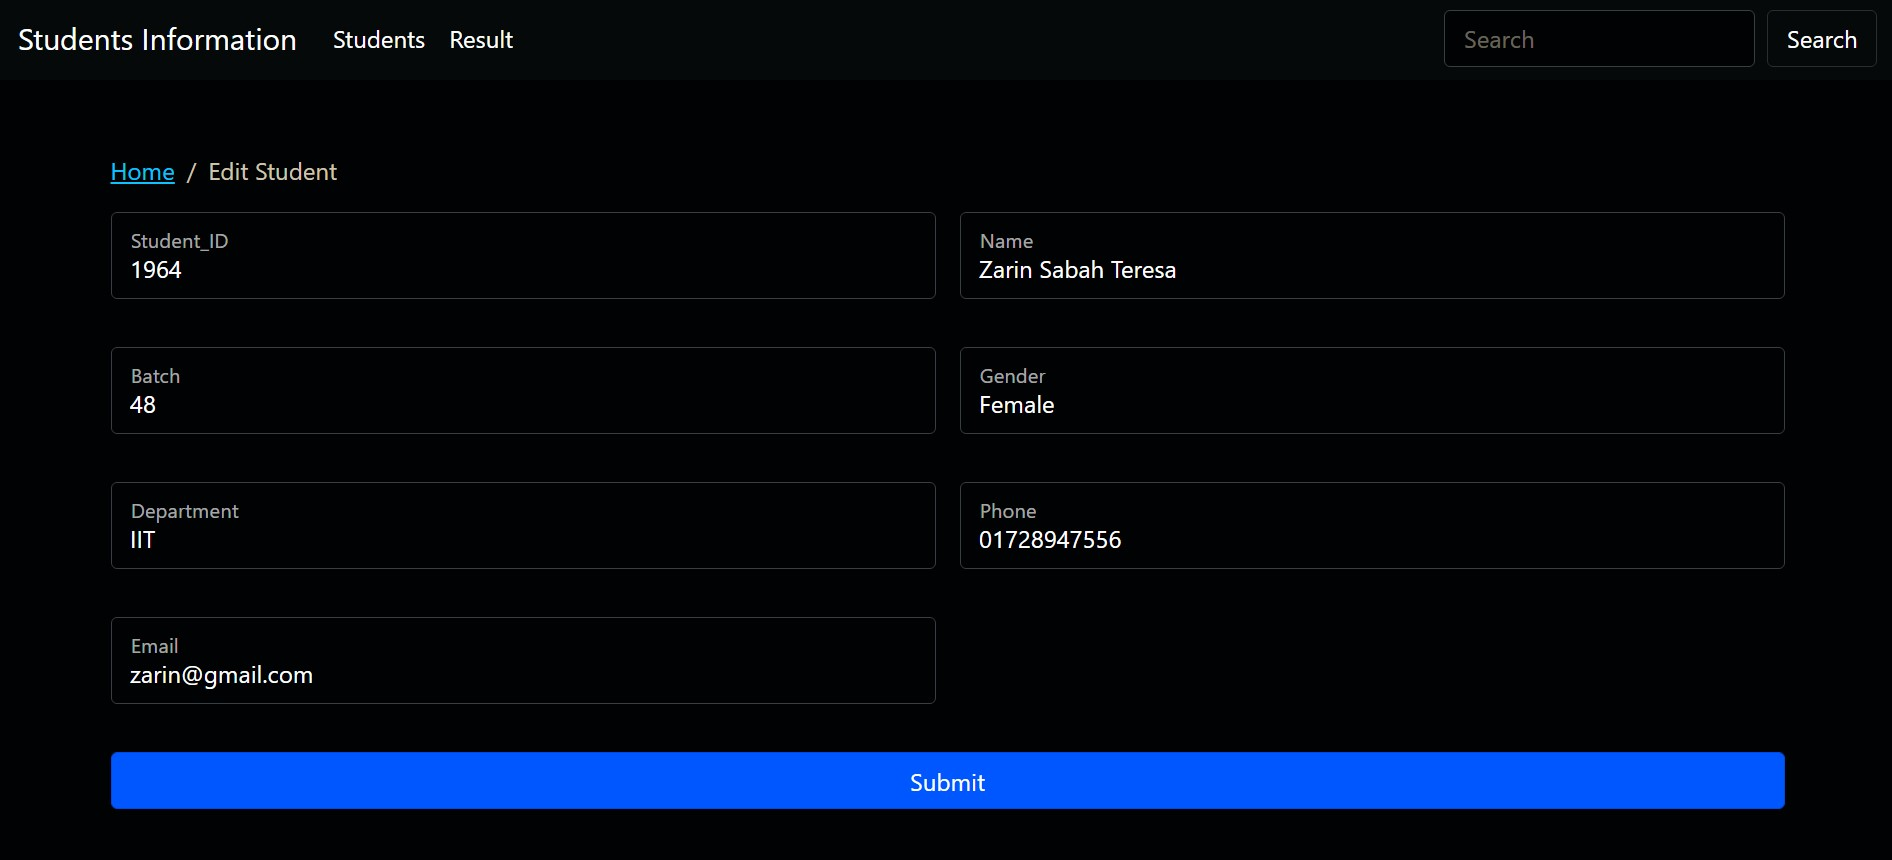 Students Information Students Result Search Search
Home / Edit Student
Student_ID
1964
Name
Zarin Sabah Teresa
Batch
48
Gender
Female
Department
IIT
Phone
01728947556
Email
zarin@gmail.com
Submit